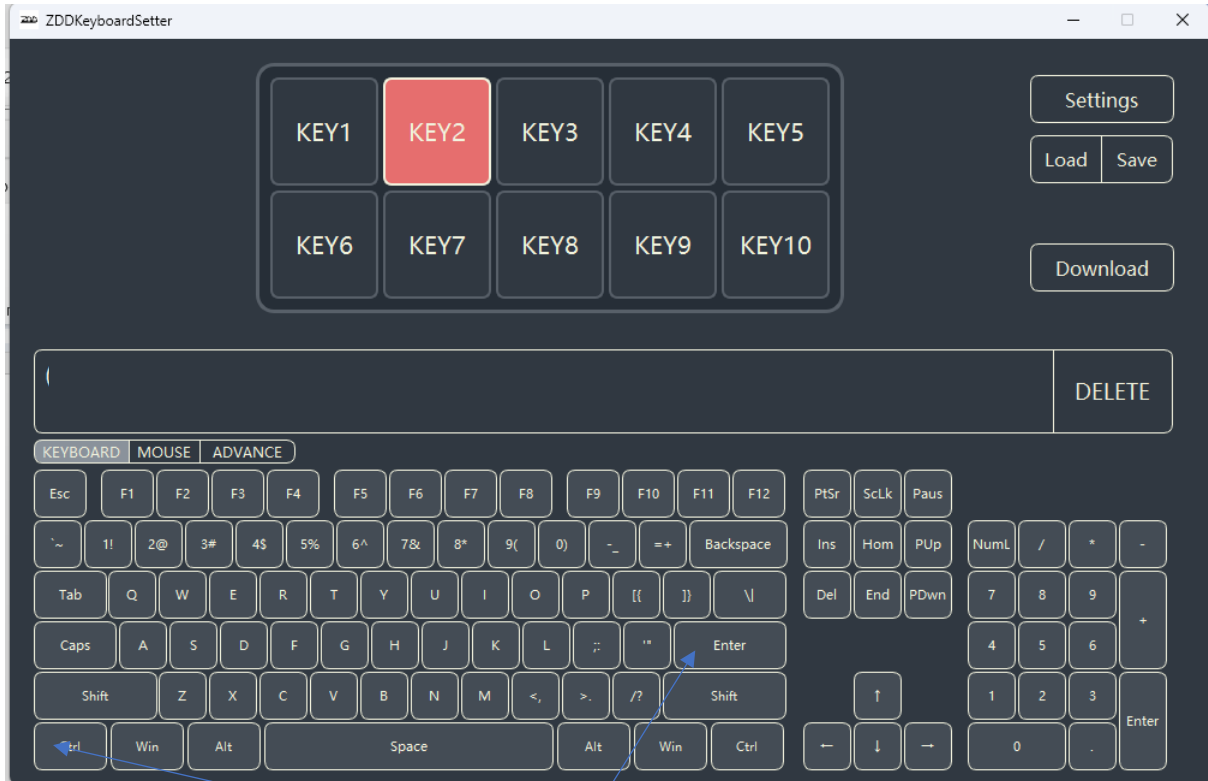 ZDD ZDDKeyboardSetter
KEY1 KEY2 KEY3 KEY4 KEY5
KEY6 KEY7 KEY8 KEY9 KEY10
Settings
Load Save
Download
(
DELETE
KEYBOARD MOUSE ADVANCE
Esc F1 F2 F3 F4 F5 F6 F7 F8 F9 F10 F11 F12 PtSr ScLk Paus
`~ 1! 2@ 3# 4$ 5% 6^ 7& 8* 9( 0) -_ =+ Backspace Ins Hom PUp NumL / * -
Tab Q W E R T Y U I O P [{ ]} \| Del End PDwn 7 8 9 +
Caps A S D F G H J K L ;: '" Enter 4 5 6
Shift Z X C V B N M <, >. /? Shift ↑ 1 2 3 Enter
Ctrl Win Alt Space Alt Win Ctrl ← ↓ → 0 .